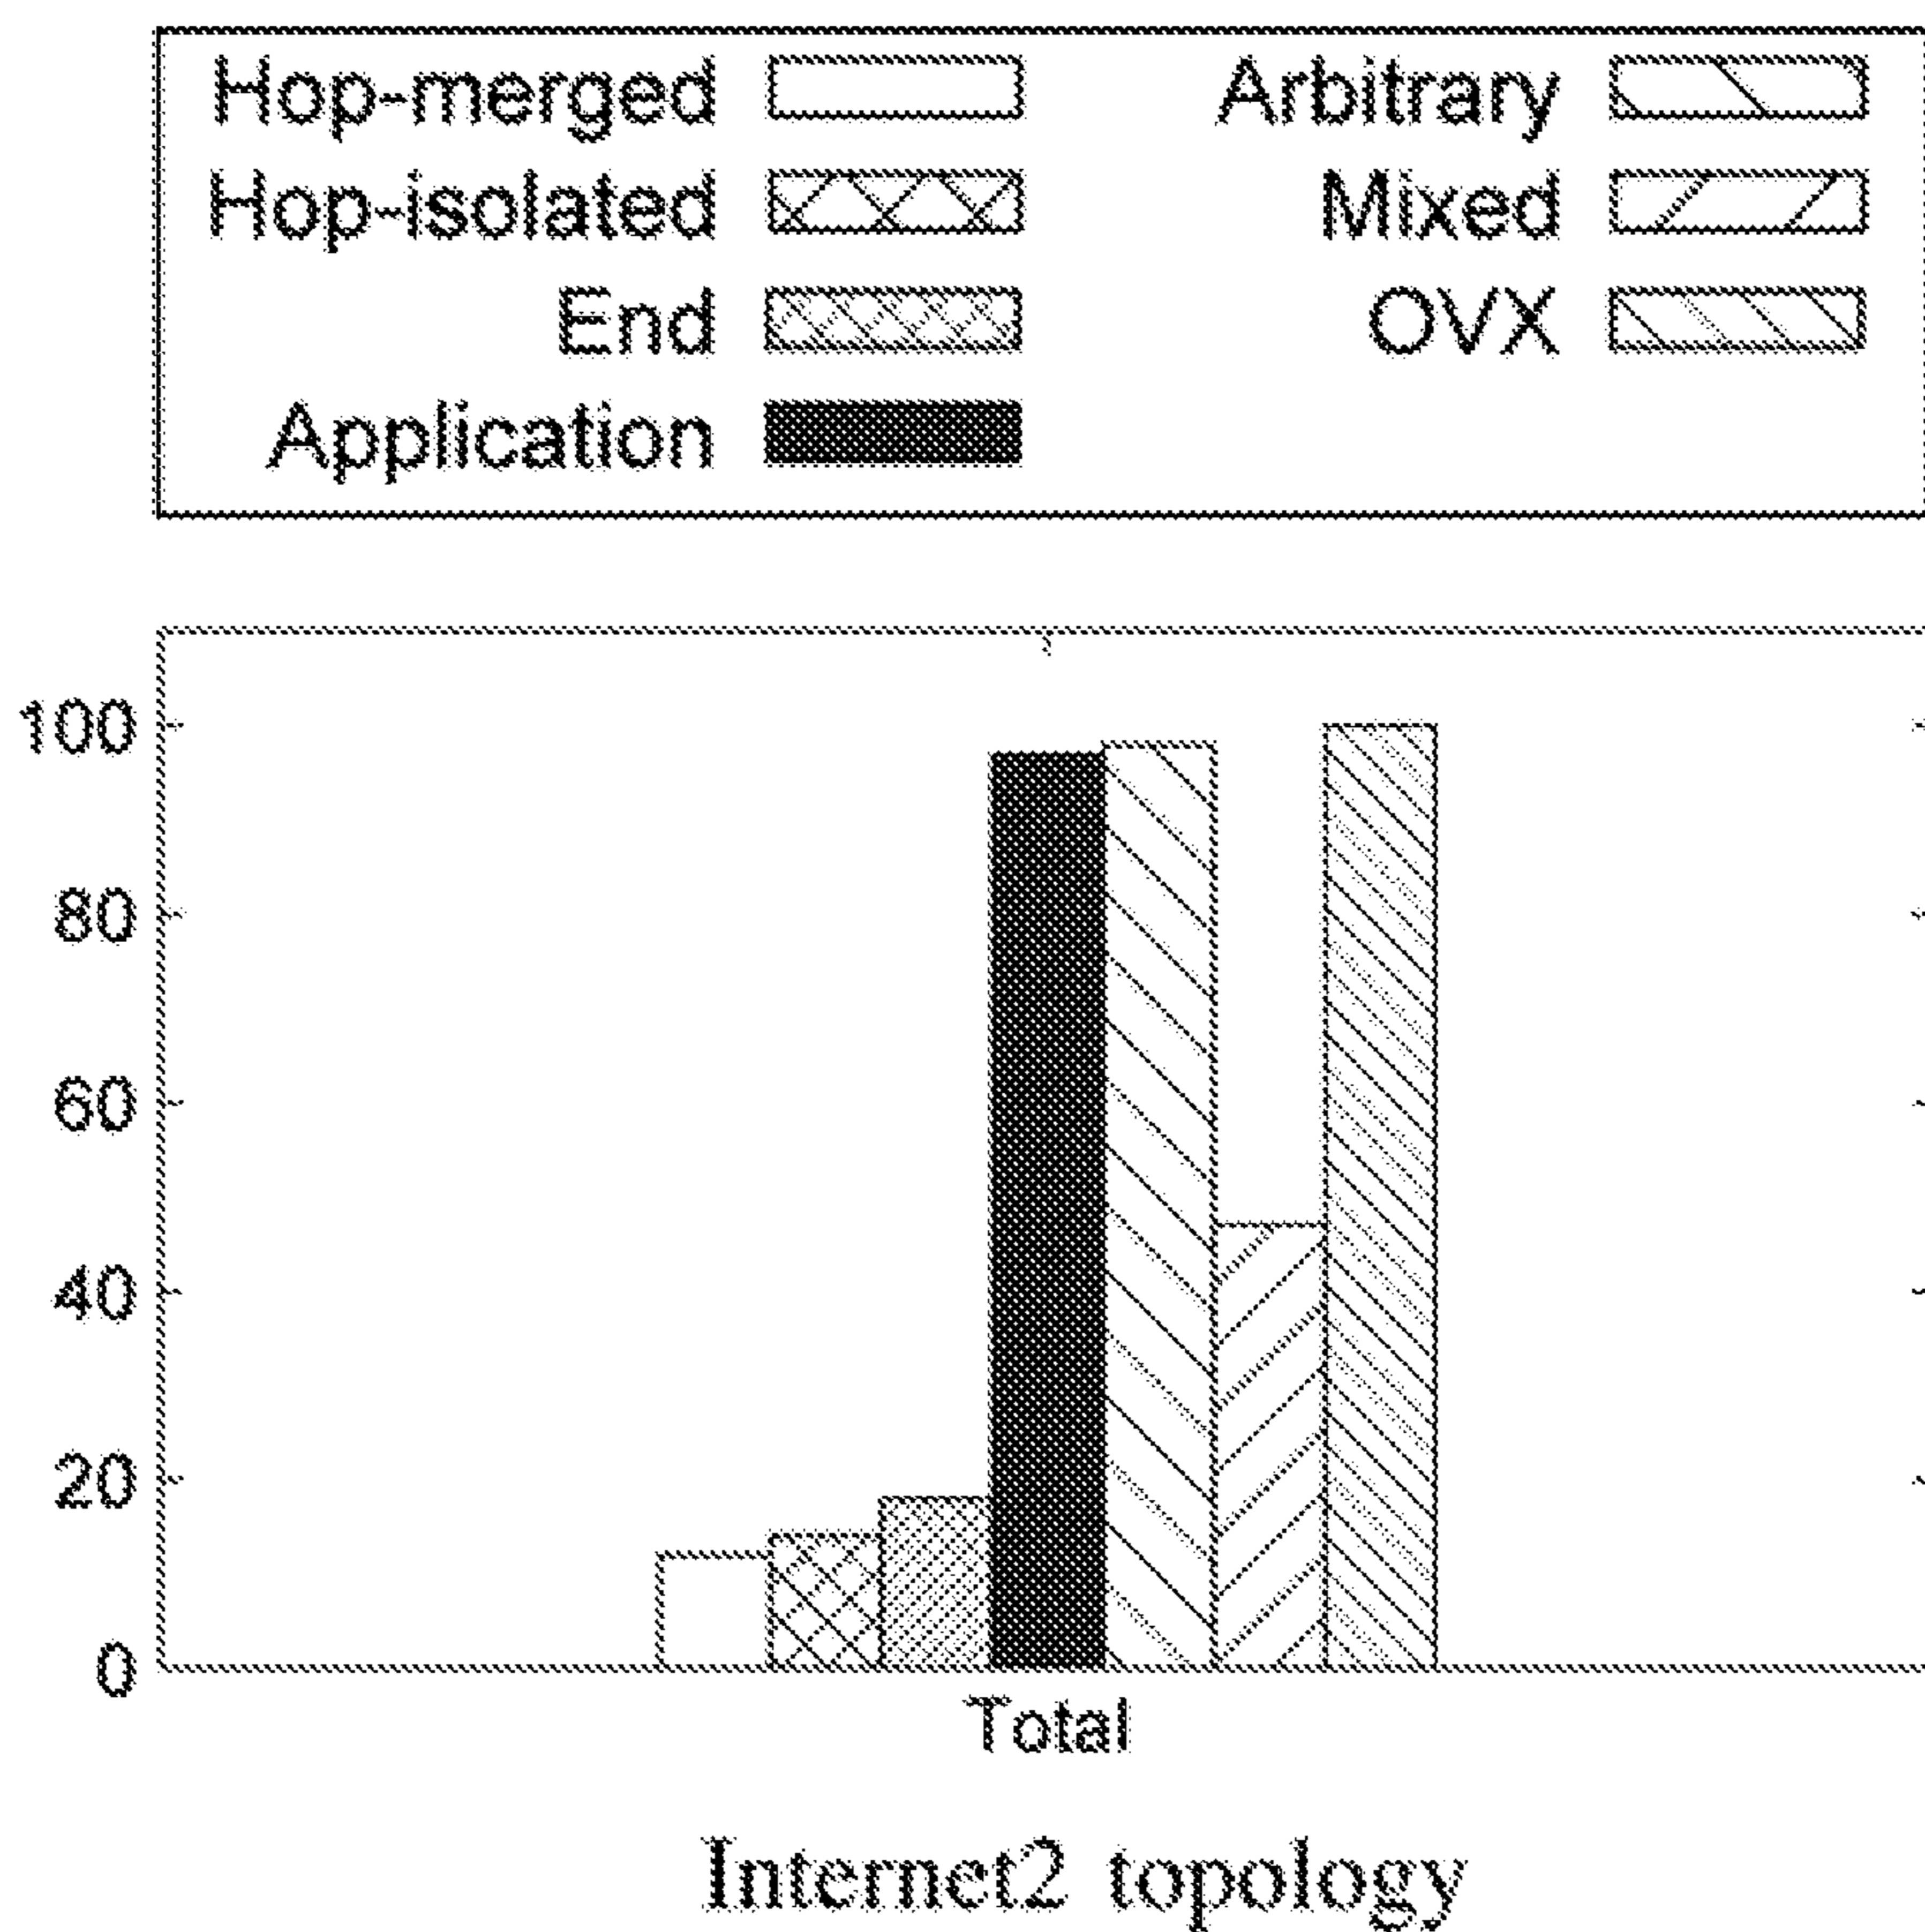 Hop-merged Arbitrary
Hop-isolated Mixed
End OVX
Application
100
80
60
40
20
0
Total
Internet2 topology